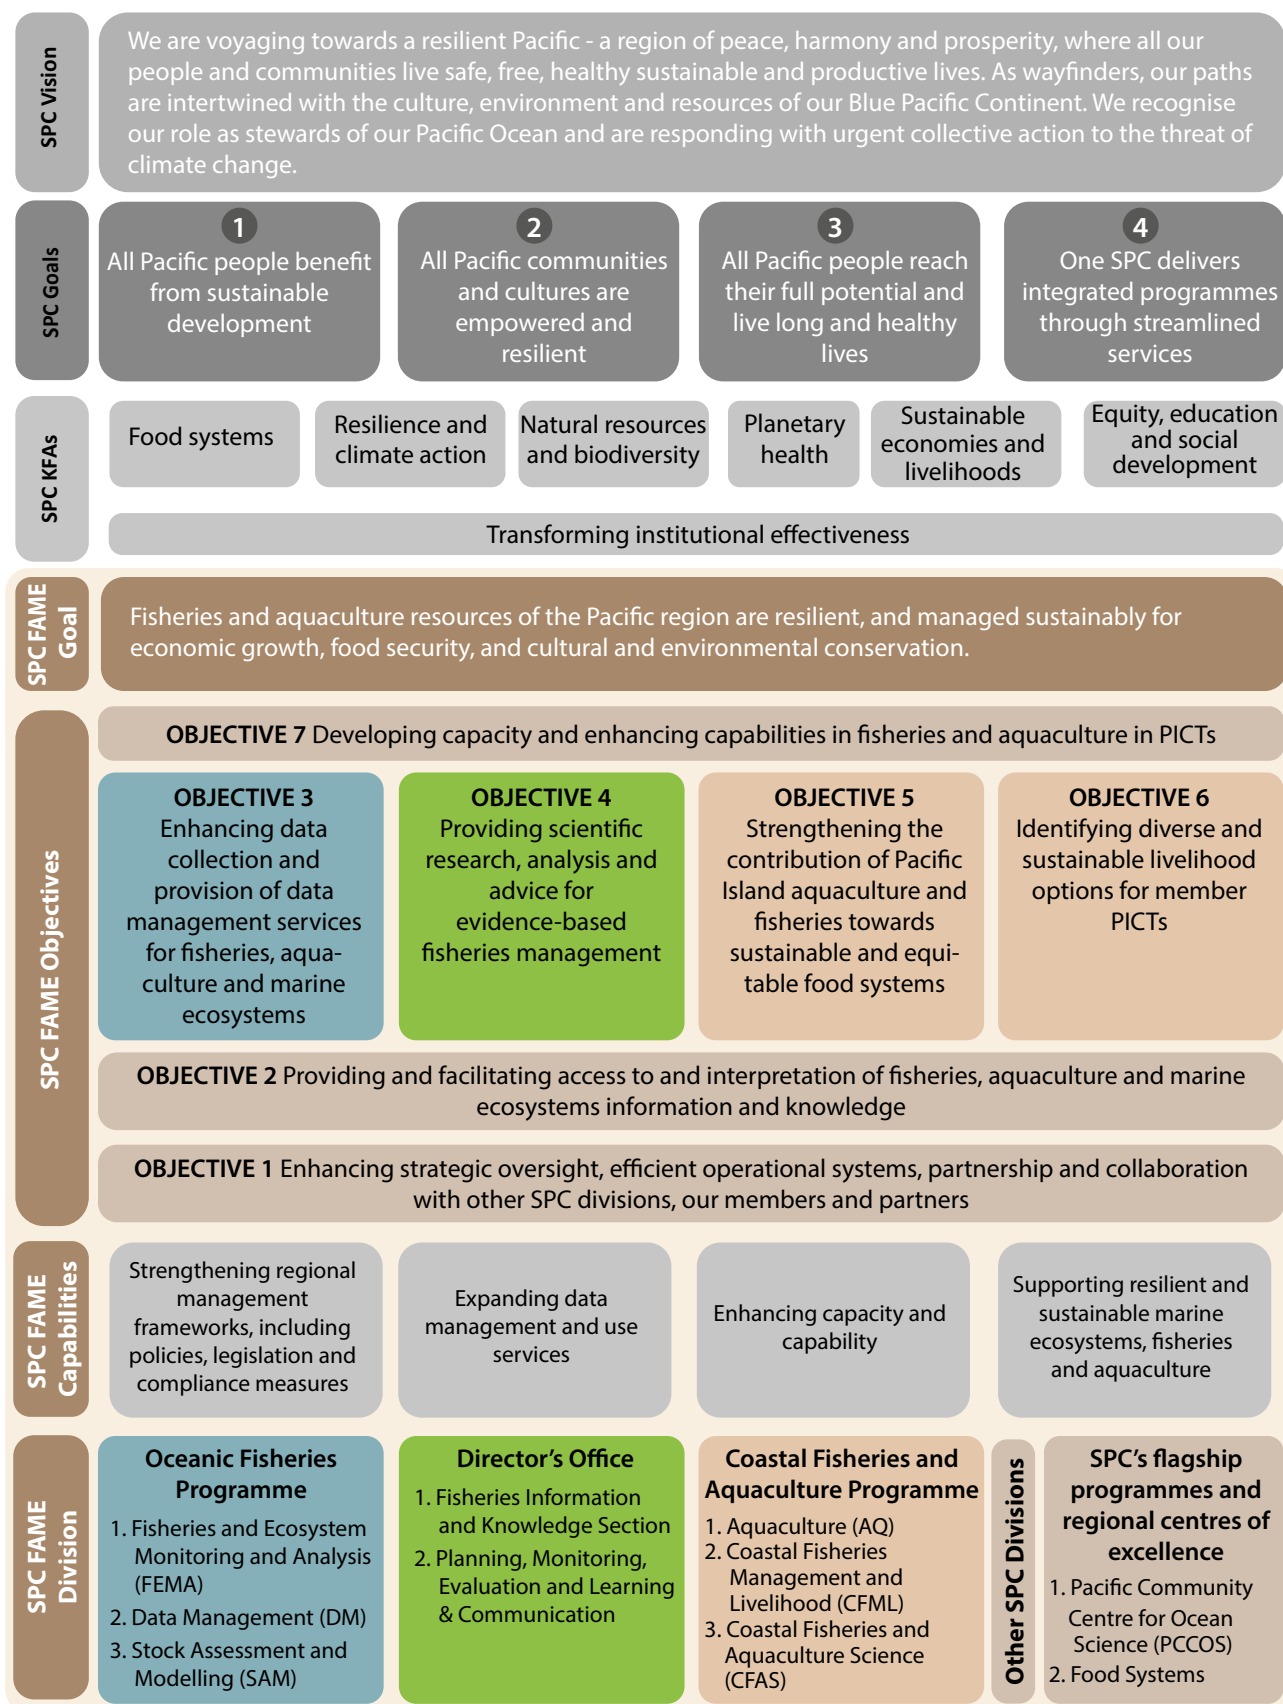 SPC Vision
We are voyaging towards a resilient Pacific - a region of peace, harmony and prosperity, where all our
people and communities live safe, free, healthy sustainable and productive lives. As wayfinders, our paths
are intertwined with the culture, environment and resources of our Blue Pacific Continent. We recognise
our role as stewards of our Pacific Ocean and are responding with urgent collective action to the threat of
climate change.
SPC Goals
1
All Pacific people benefit
from sustainable
development
2
All Pacific communities
and cultures are
empowered and
resilient
3
All Pacific people reach
their full potential and
live long and healthy
lives
4
One SPC delivers
integrated programmes
through streamlined
services
SPC KFAs
Food systems
Resilience and
climate action
Natural resources
and biodiversity
Planetary
health
Sustainable
economies and
livelihoods
Equity, education
and social
development
Transforming institutional effectiveness
SPC FAME
Goal
Fisheries and aquaculture resources of the Pacific region are resilient, and managed sustainably for
economic growth, food security, and cultural and environmental conservation.
SPC FAME Objectives
OBJECTIVE 7 Developing capacity and enhancing capabilities in fisheries and aquaculture in PICTs
OBJECTIVE 3
Enhancing data
collection and
provision of data
management services
for fisheries, aqua-
culture and marine
ecosystems
OBJECTIVE 4
Providing scientific
research, analysis and
advice for
evidence-based
fisheries management
OBJECTIVE 5
Strengthening the
contribution of Pacific
Island aquaculture and
fisheries towards
sustainable and equi-
table food systems
OBJECTIVE 6
Identifying diverse and
sustainable livelihood
options for member
PICTs
OBJECTIVE 2 Providing and facilitating access to and interpretation of fisheries, aquaculture and marine
ecosystems information and knowledge
OBJECTIVE 1 Enhancing strategic oversight, efficient operational systems, partnership and collaboration
with other SPC divisions, our members and partners
SPC FAME
Capabilities
Strengthening regional
management
frameworks, including
policies, legislation and
compliance measures
Expanding data
management and use
services
Enhancing capacity and
capability
Supporting resilient and
sustainable marine
ecosystems, fisheries
and aquaculture
SPC FAME
Division
Oceanic Fisheries
Programme
1. Fisheries and Ecosystem
Monitoring and Analysis
(FEMA)
2. Data Management (DM)
3. Stock Assessment and
Modelling (SAM)
Director's Office
1. Fisheries Information
and Knowledge Section
2. Planning, Monitoring,
Evaluation and Learning
& Communication
Coastal Fisheries and
Aquaculture Programme
1. Aquaculture (AQ)
2. Coastal Fisheries
Management and
Livelihood (CFML)
3. Coastal Fisheries and
Aquaculture Science
(CFAS)
Other SPC Divisions
SPC's flagship
programmes and
regional centres of
excellence
1. Pacific Community
Centre for Ocean
Science (PCCOS)
2. Food Systems